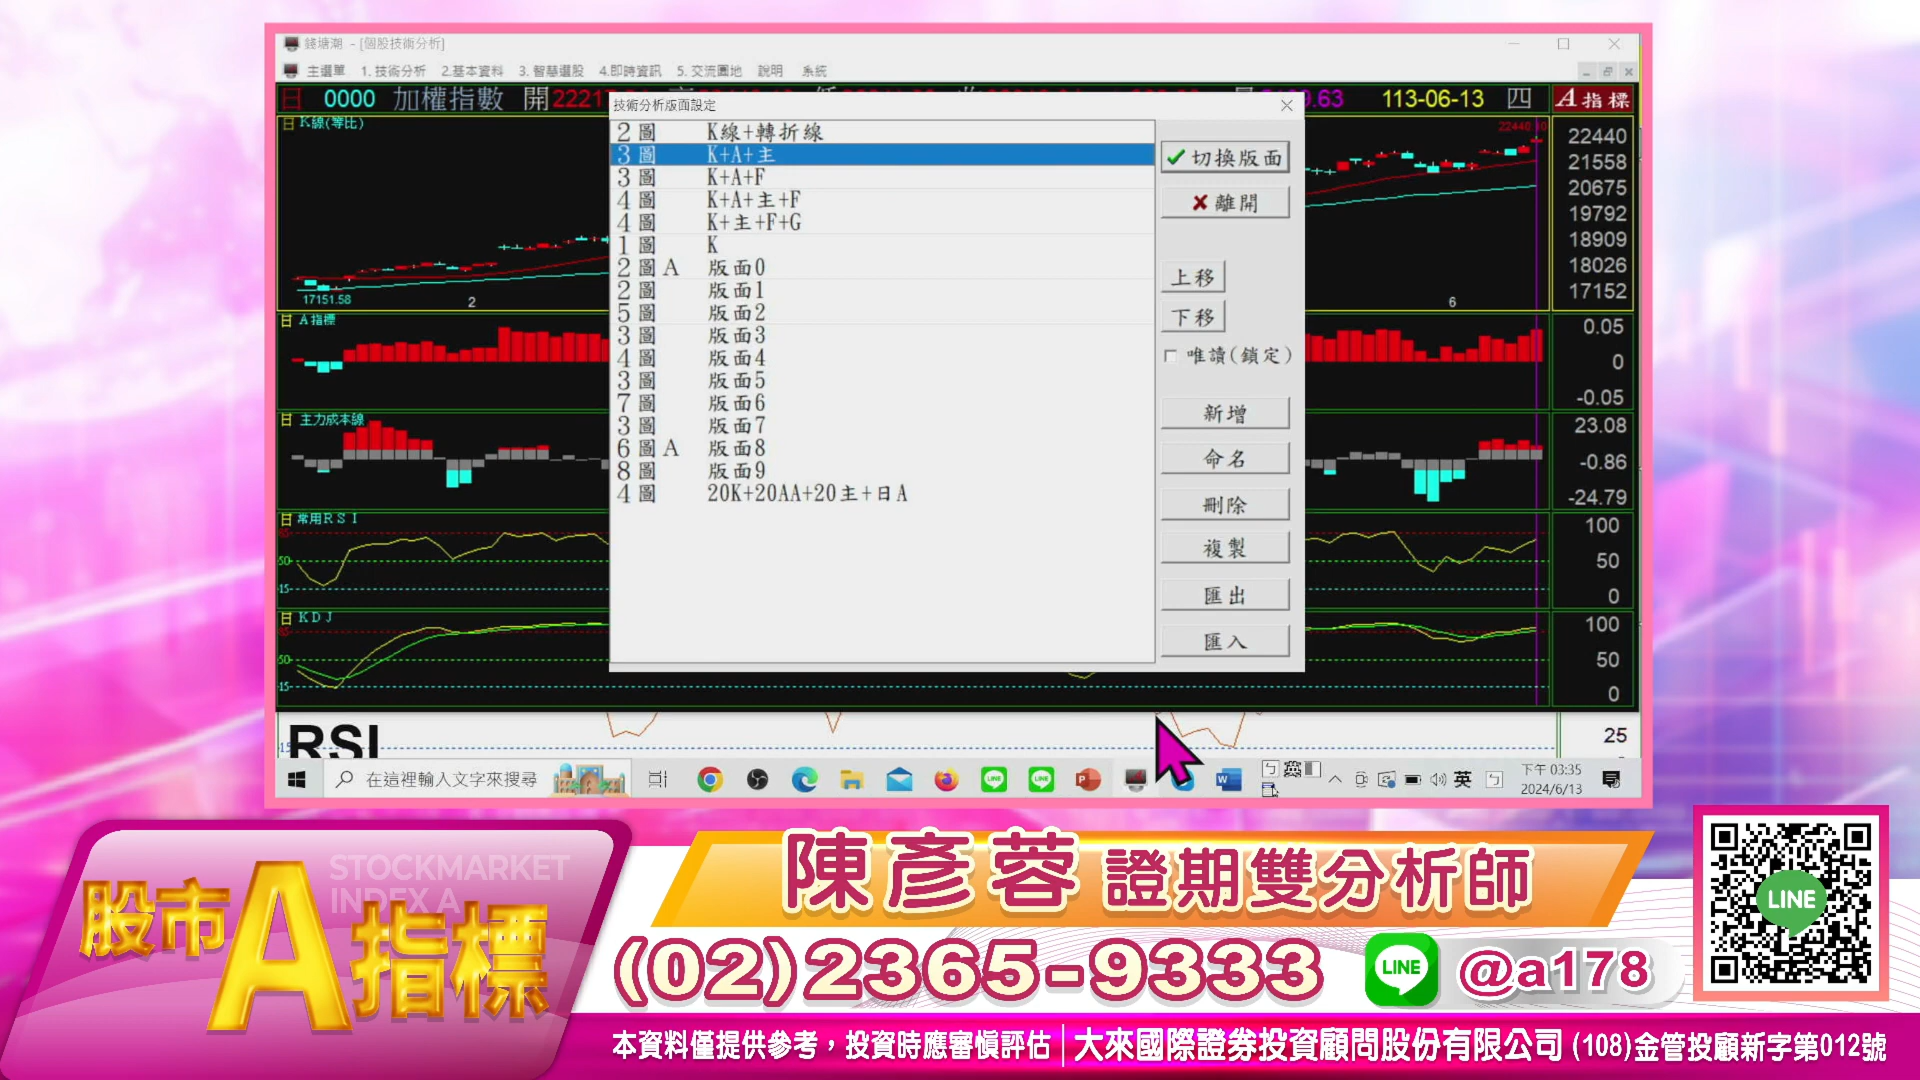 錢塘潮 - [個股技術分析]
主選單 1. 技術分析 2.基本資料 3. 智慧選股 4.即時資訊 5. 交流園地 說明 系統
日 0000 加權指數 開 113-06-13 四 A指標
技術分析版面設定
日 K線(等比)
2 圖 K線+轉折線
3 圖 K+A+主
3 圖 K+A+F
4 圖 K+A+主+F
4 圖 K+主+F+G
1 圖 K
2 圖 A 版面0
2 圖 版面1
5 圖 版面2
3 圖 版面3
4 圖 版面4
3 圖 版面5
7 圖 版面6
3 圖 版面7
6 圖 A 版面8
8 圖 版面9
4 圖 20K+20AA+20主+日A
切換版面
離開
上移
下移
唯讀(鎖定)
新增
命名
刪除
複製
匯出
匯入
17151.58
2
6
22440
21558
20675
19792
18909
18026
17152
日 A指標
0.05
0
-0.05
日 主力成本線
23.08
-0.86
-24.79
日 常用RSI
50
15
100
50
0
日 KDJ
50
15
100
50
0
RSI
25
在這裡輸入文字來搜尋
英
下午 03:35
2024/6/13
STOCKMARKET
INDEX A
股市A指標
陳彥蓉 證期雙分析師
(02)2365-9333
LINE @a178
LINE
本資料僅提供參考，投資時應審慎評估 | 大來國際證券投資顧問股份有限公司 (108)金管投顧新字第012號